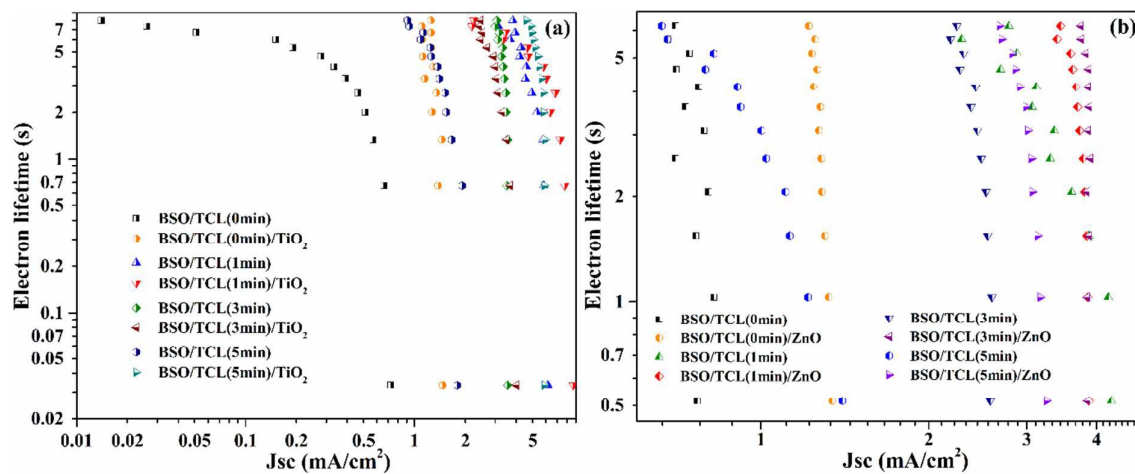 (a)
Electron lifetime (s)
7
5
4
2
1
0.7
0.5
0.2
0.1
0.07
0.05
0.02
BSO/TCL(0min)
BSO/TCL(0min)/TiO2
BSO/TCL(1min)
BSO/TCL(1min)/TiO2
BSO/TCL(3min)
BSO/TCL(3min)/TiO2
BSO/TCL(5min)
BSO/TCL(5min)/TiO2
0.01 0.02 0.05 0.1 0.2 0.5 1 2 5
Jsc (mA/cm2)
(b)
Electron lifetime (s)
5
2
1
0.7
0.5
BSO/TCL(0min)
BSO/TCL(0min)/ZnO
BSO/TCL(1min)
BSO/TCL(1min)/ZnO
BSO/TCL(3min)
BSO/TCL(3min)/ZnO
BSO/TCL(5min)
BSO/TCL(5min)/ZnO
1 2 3 4
Jsc (mA/cm2)